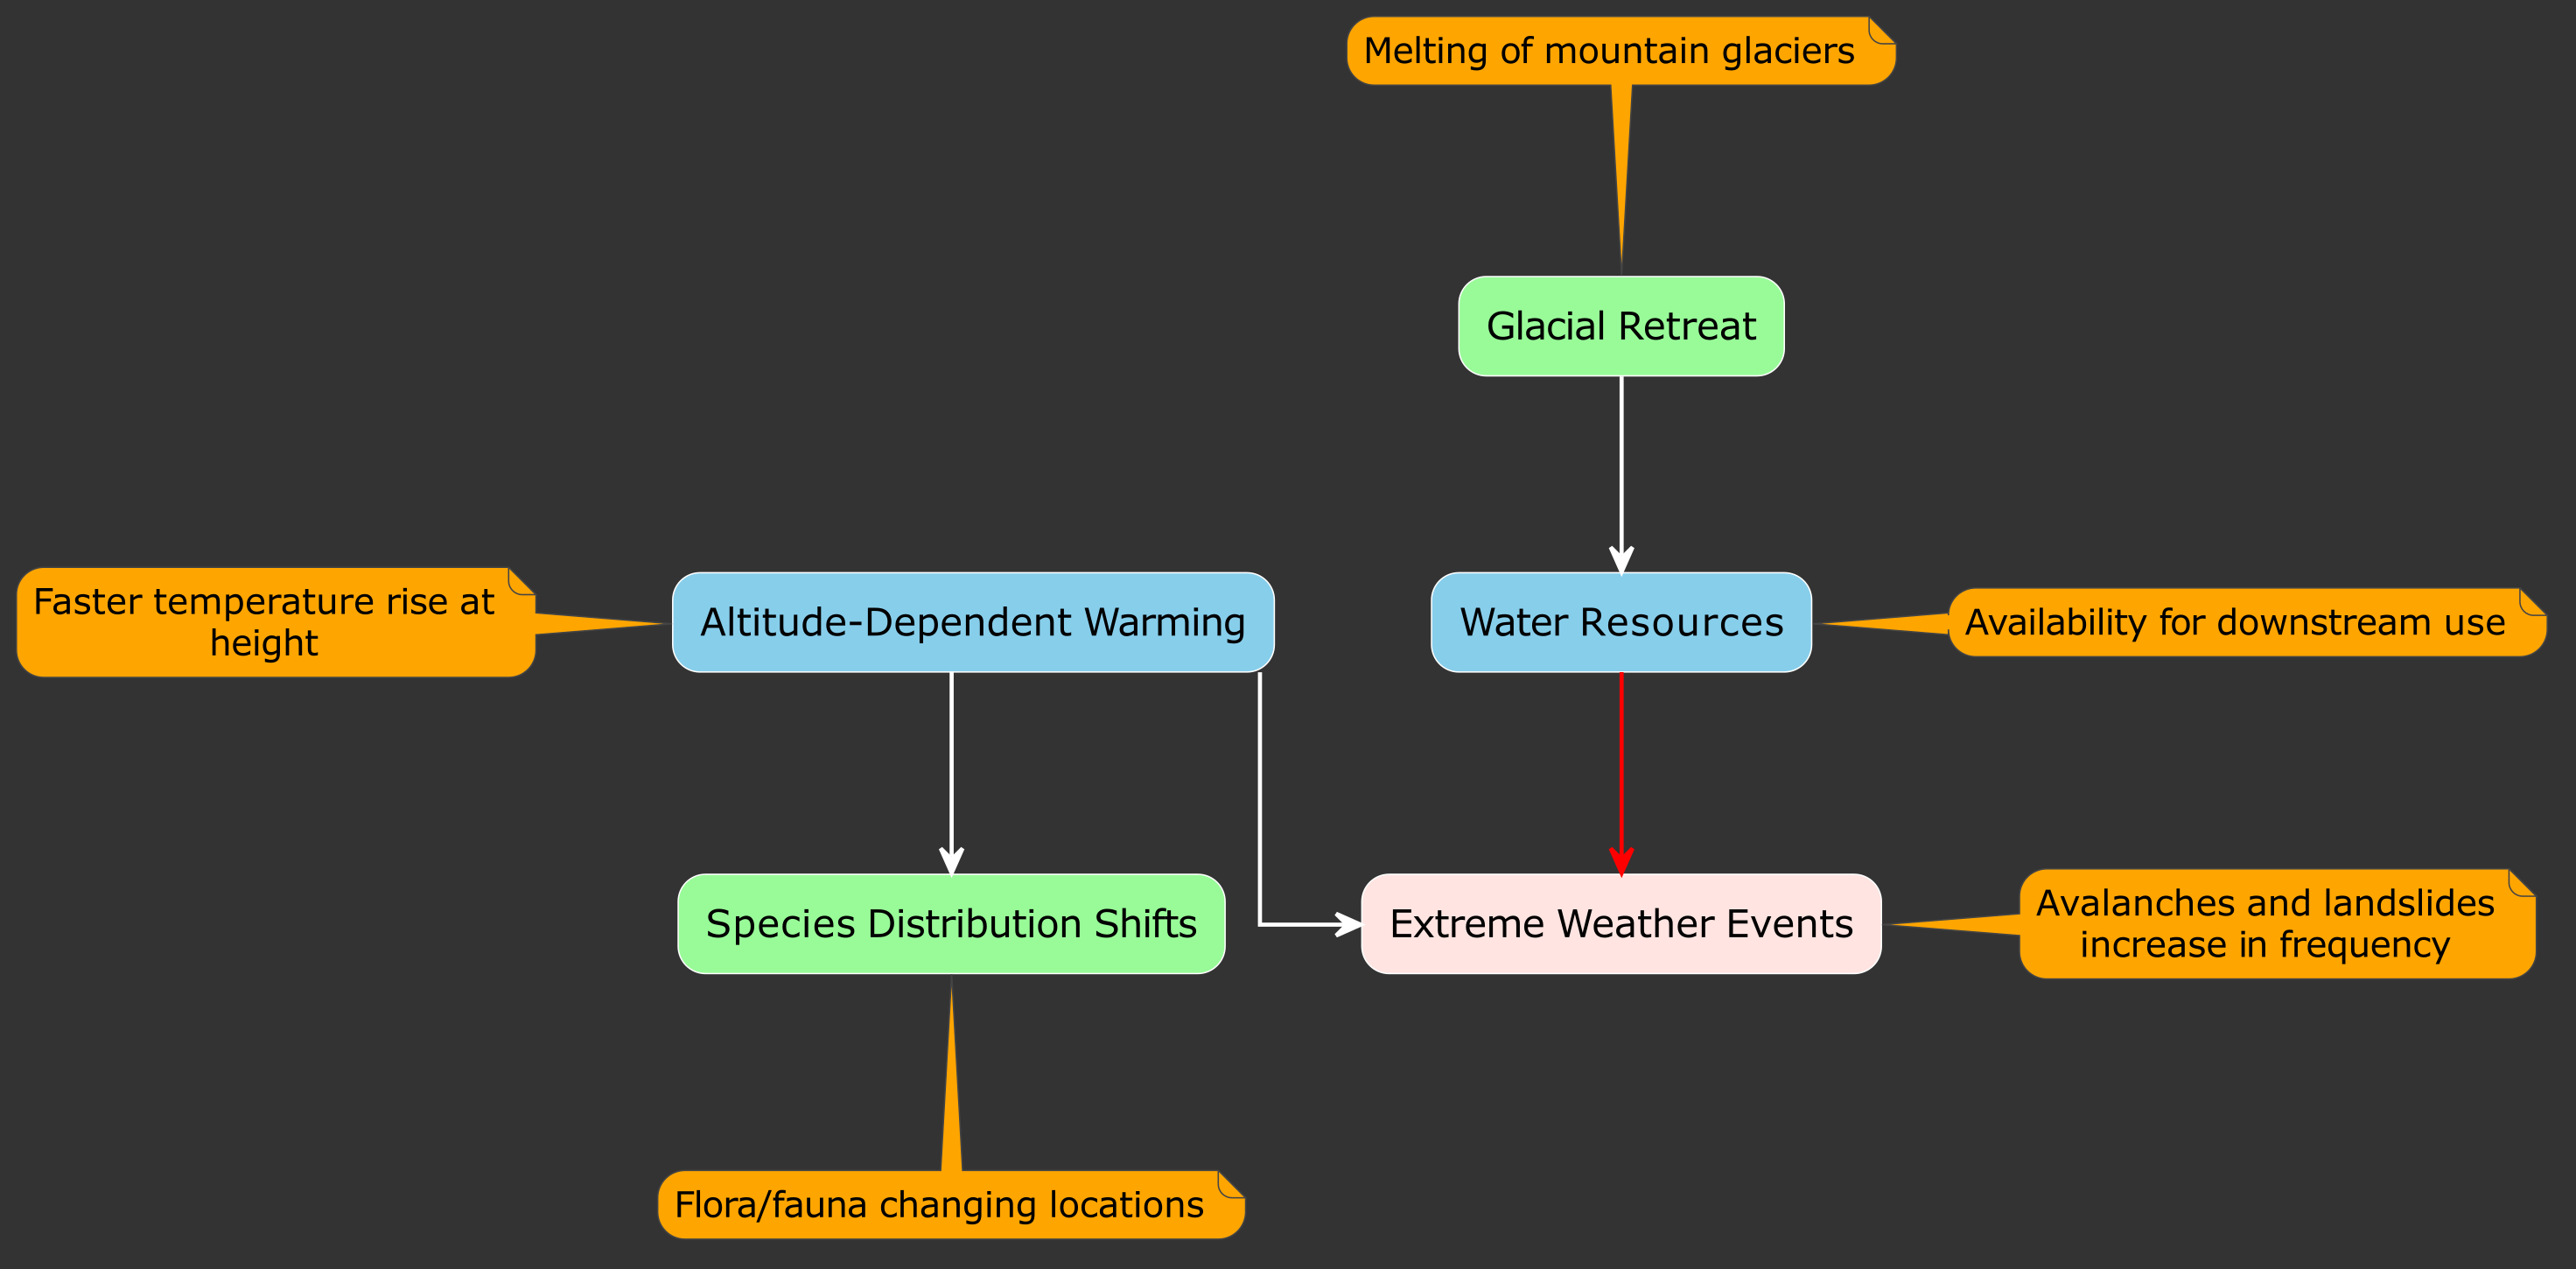 Melting of mountain glaciers
Glacial Retreat
Faster temperature rise at
height
Altitude-Dependent Warming
Water Resources
Availability for downstream use
Species Distribution Shifts
Extreme Weather Events
Avalanches and landslides
increase in frequency
Flora/fauna changing locations